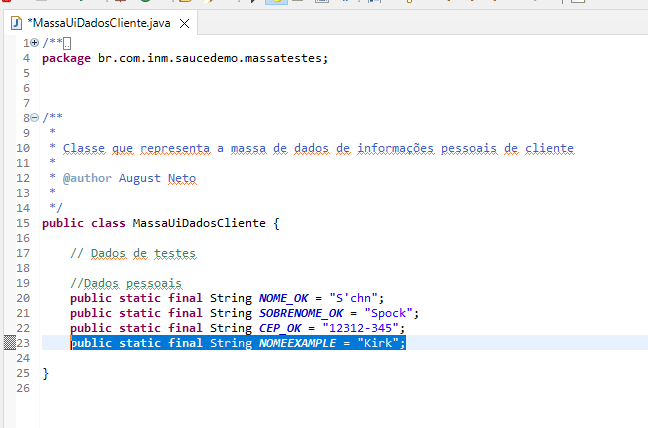 *MassaUiDadosCliente.java
1 /**..
4 package br.com.inm.saucedemo.massatestes;
5
6
7
8 /**
9 *
10 * Classe que representa a massa de dados de informações pessoais de cliente
11 *
12 * @author August Neto
13 *
14 */
15 public class MassaUiDadosCliente {
16
17 // Dados de testes
18
19 //Dados pessoais
20 public static final String NOME_OK = "S'chn";
21 public static final String SOBRENOME_OK = "Spock";
22 public static final String CEP_OK = "12312-345";
23 public static final String NOMEEXAMPLE = "Kirk";
24
25 }
26